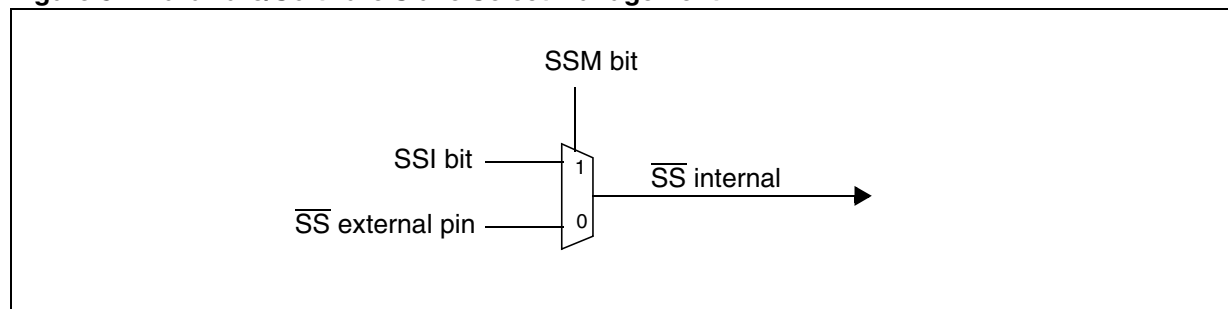 SSM bit
SSI bit
1
SS internal
SS external pin
0